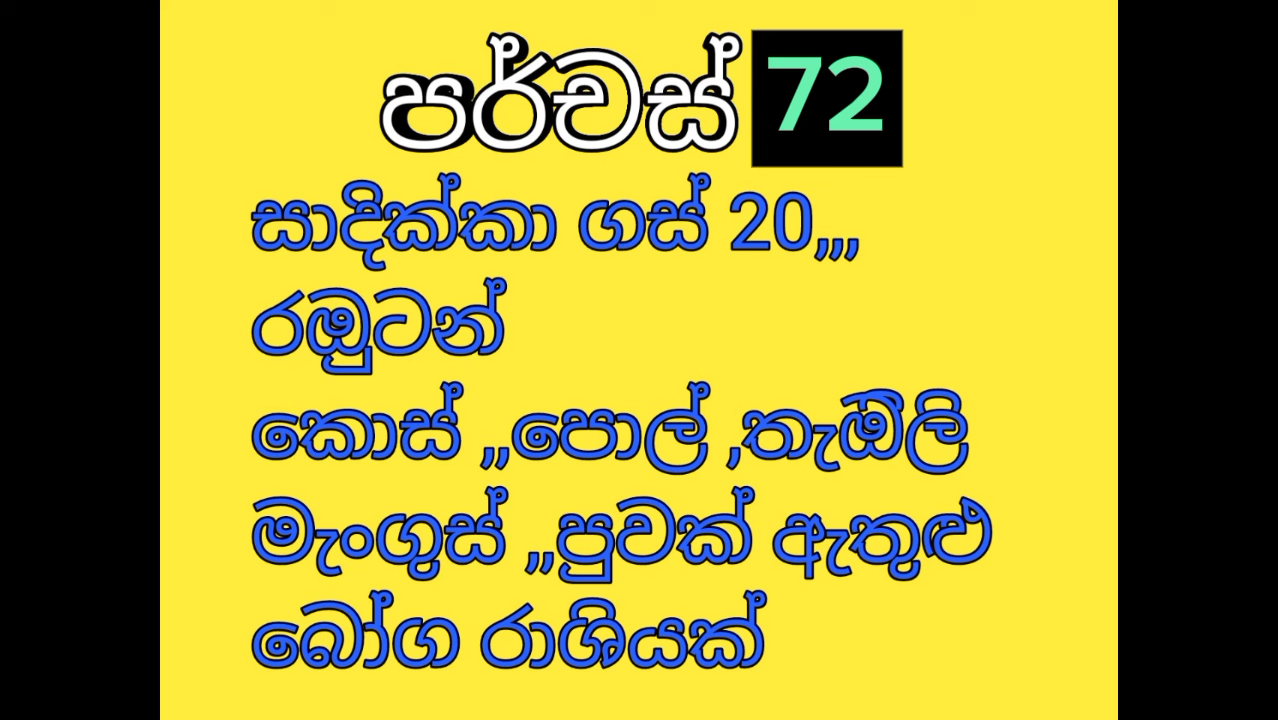 පර්චස් 72
සාදික්කා ගස් 20,,,
රඹුටන්
කොස් ,,පොල් ,තැඹිලි
මැංගුස් ,,පුවක් ඇතුළු
බෝග රාශියක්